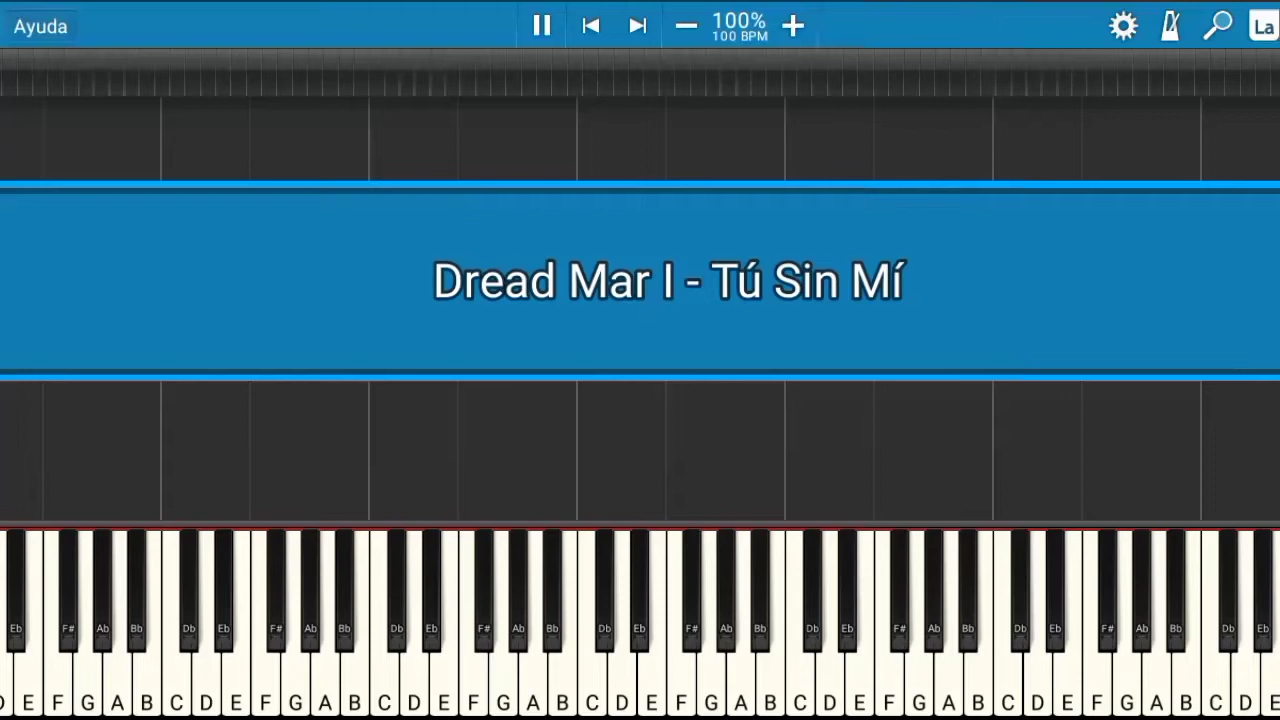 Ayuda
100%
100 BPM
La
Dread Mar I - Tú Sin Mí
Eb F# Ab Bb Db Eb F# Ab Bb Db Eb F# Ab Bb Db Eb F# Ab Bb Db Eb F# Ab Bb Db Eb F# Ab Bb Db Eb
D E F G A B C D E F G A B C D E F G A B C D E F G A B C D E F G A B C D E F G A B C D E